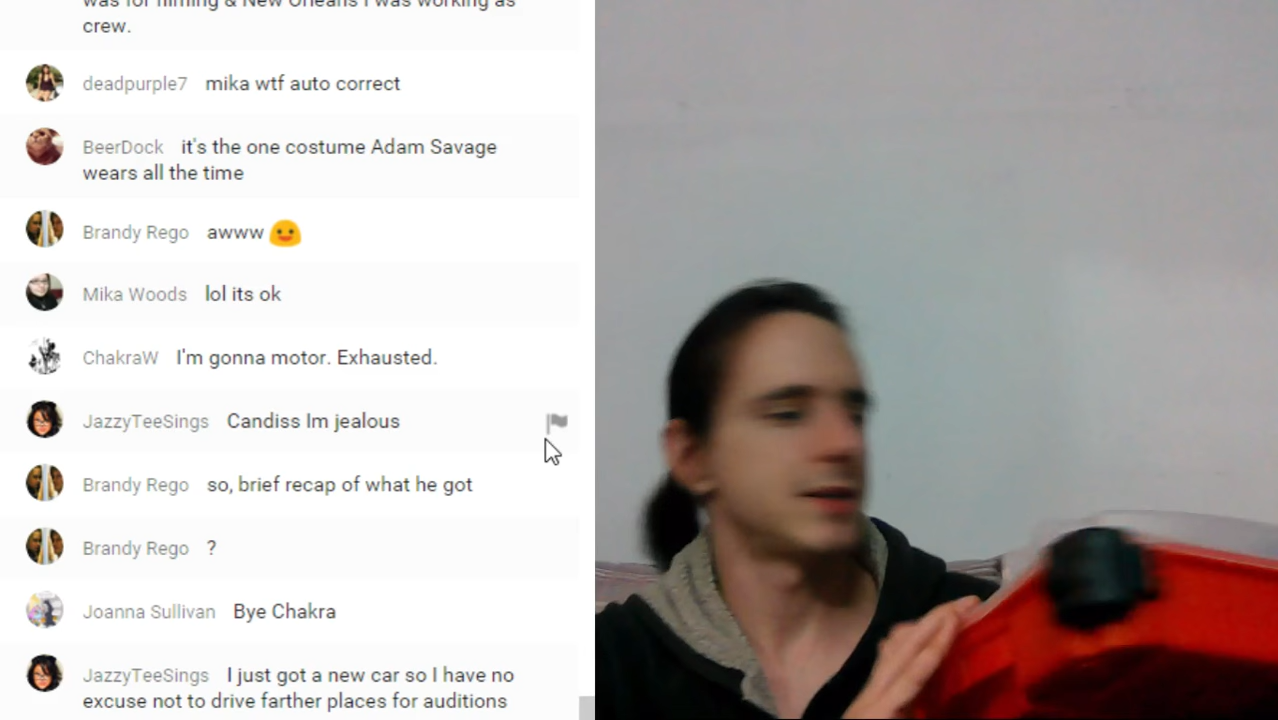 was for filming & New Orleans I was working as
crew.
deadpurple7 mika wtf auto correct
BeerDock it's the one costume Adam Savage
wears all the time
Brandy Rego awww
Mika Woods lol its ok
ChakraW I'm gonna motor. Exhausted.
JazzyTeeSings Candiss Im jealous
Brandy Rego so, brief recap of what he got
Brandy Rego ?
Joanna Sullivan Bye Chakra
JazzyTeeSings I just got a new car so I have no
excuse not to drive farther places for auditions